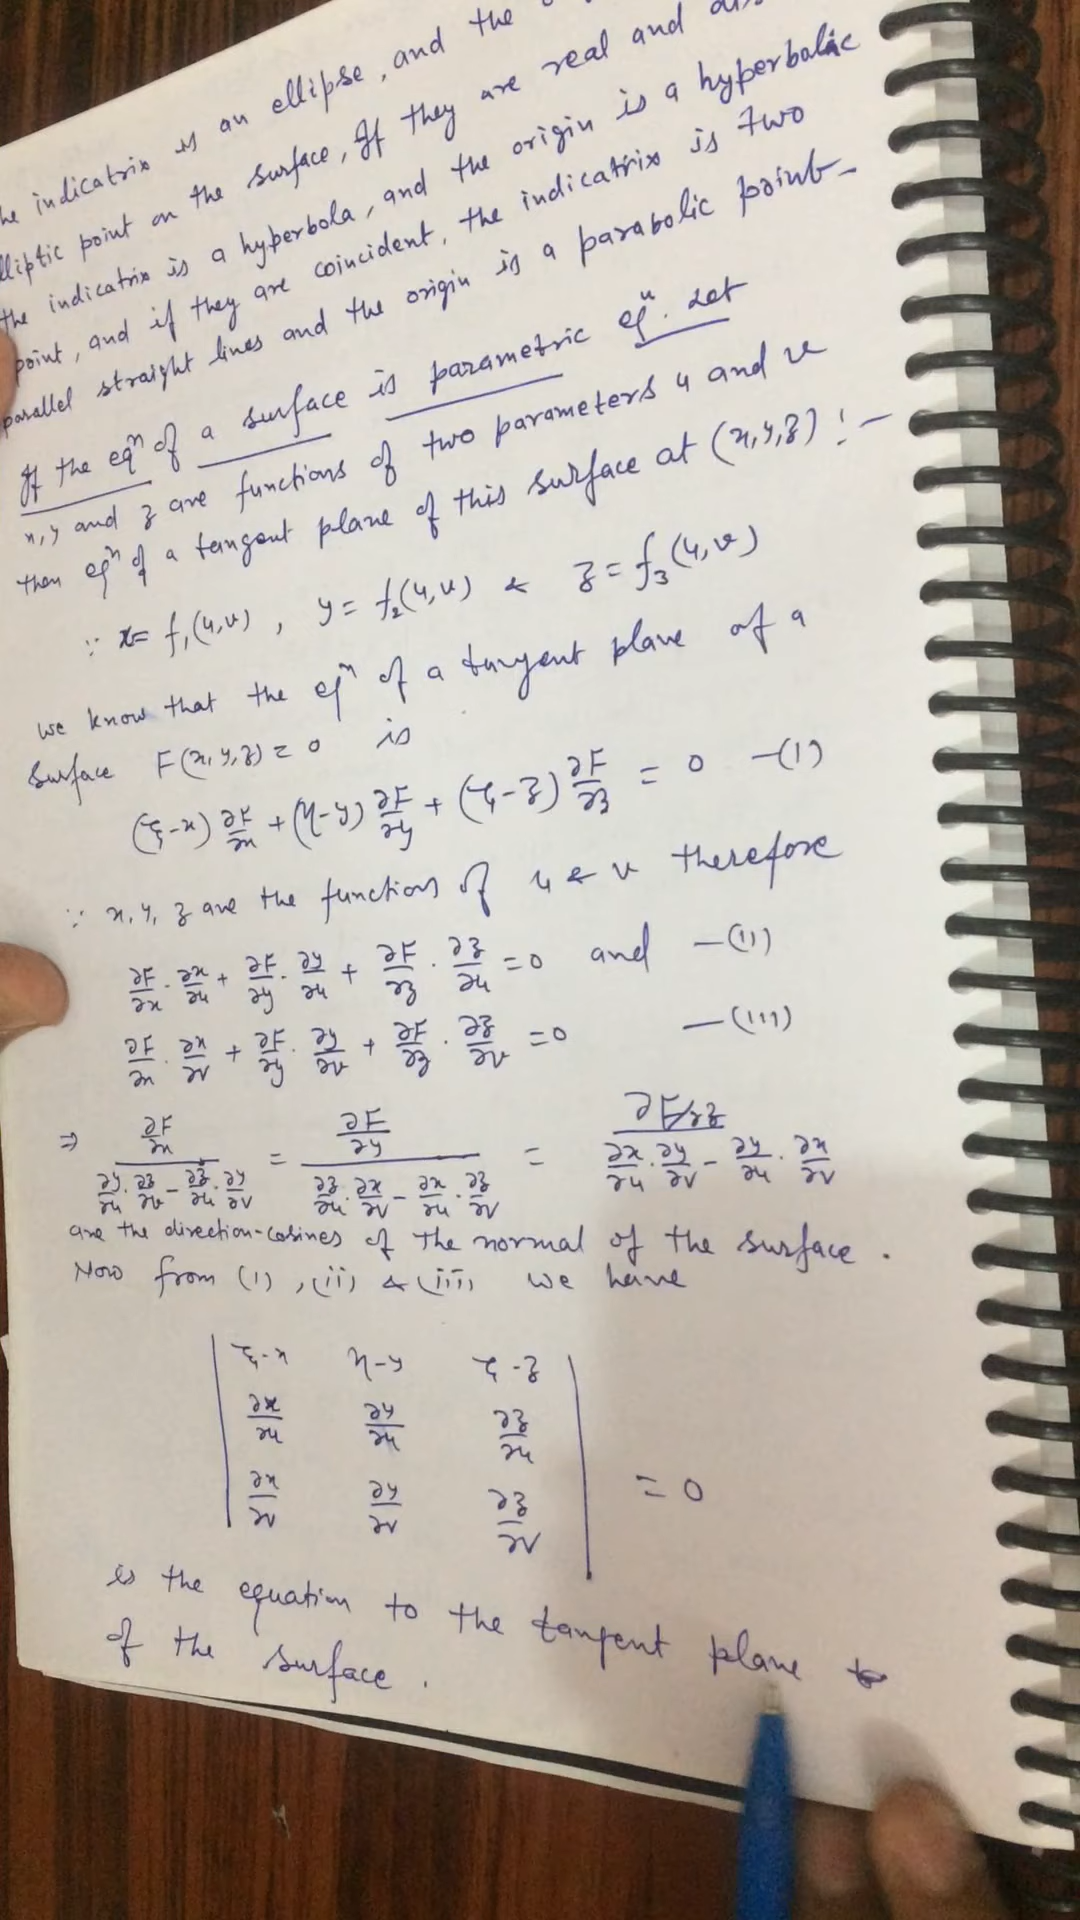 he indicatrix is an ellipse, and the
lliptic point on the surface, If they are real and
the indicatrix is a hyperbola, and the origin is a hyperbolic
point, and if they are coincident, the indicatrix is two
parallel straight lines and the origin is a parabolic point-
If the eqⁿ of a surface is parametric eqⁿ. Let
x, y and z are functions of two parameters u and v
then eqⁿ of a tangent plane of this surface at (x, y, z) :-
∵ x = f₁(u,v) , y = f₂(u,v) & z = f₃(u,v)
we know that the eqⁿ of a tangent plane of a
surface F(x, y, z) = 0 is
(ξ-x) ∂F/∂x + (η-y) ∂F/∂y + (ζ-z) ∂F/∂z = 0 -(1)
∵ x, y, z are the functions of u & v therefore
∂F/∂x · ∂x/∂u + ∂F/∂y · ∂y/∂u + ∂F/∂z · ∂z/∂u = 0 and -(11)
∂F/∂x · ∂x/∂v + ∂F/∂y · ∂y/∂v + ∂F/∂z · ∂z/∂v = 0 -(111)
⇒ (∂F/∂x)/(∂y/∂u · ∂z/∂v - ∂z/∂u · ∂y/∂v) = (∂F/∂y)/(∂z/∂u · ∂x/∂v - ∂x/∂u · ∂z/∂v) = (∂F/∂z)/(∂x/∂u · ∂y/∂v - ∂y/∂u · ∂x/∂v)
are the direction-cosines of the normal of the surface .
Now from (1) , (ii) & (iii) we have
| ξ-x η-y ζ-z |
| ∂x/∂u ∂y/∂u ∂z/∂u |
| ∂x/∂v ∂y/∂v ∂z/∂v | = 0
is the equation to the tangent plane
of the surface .